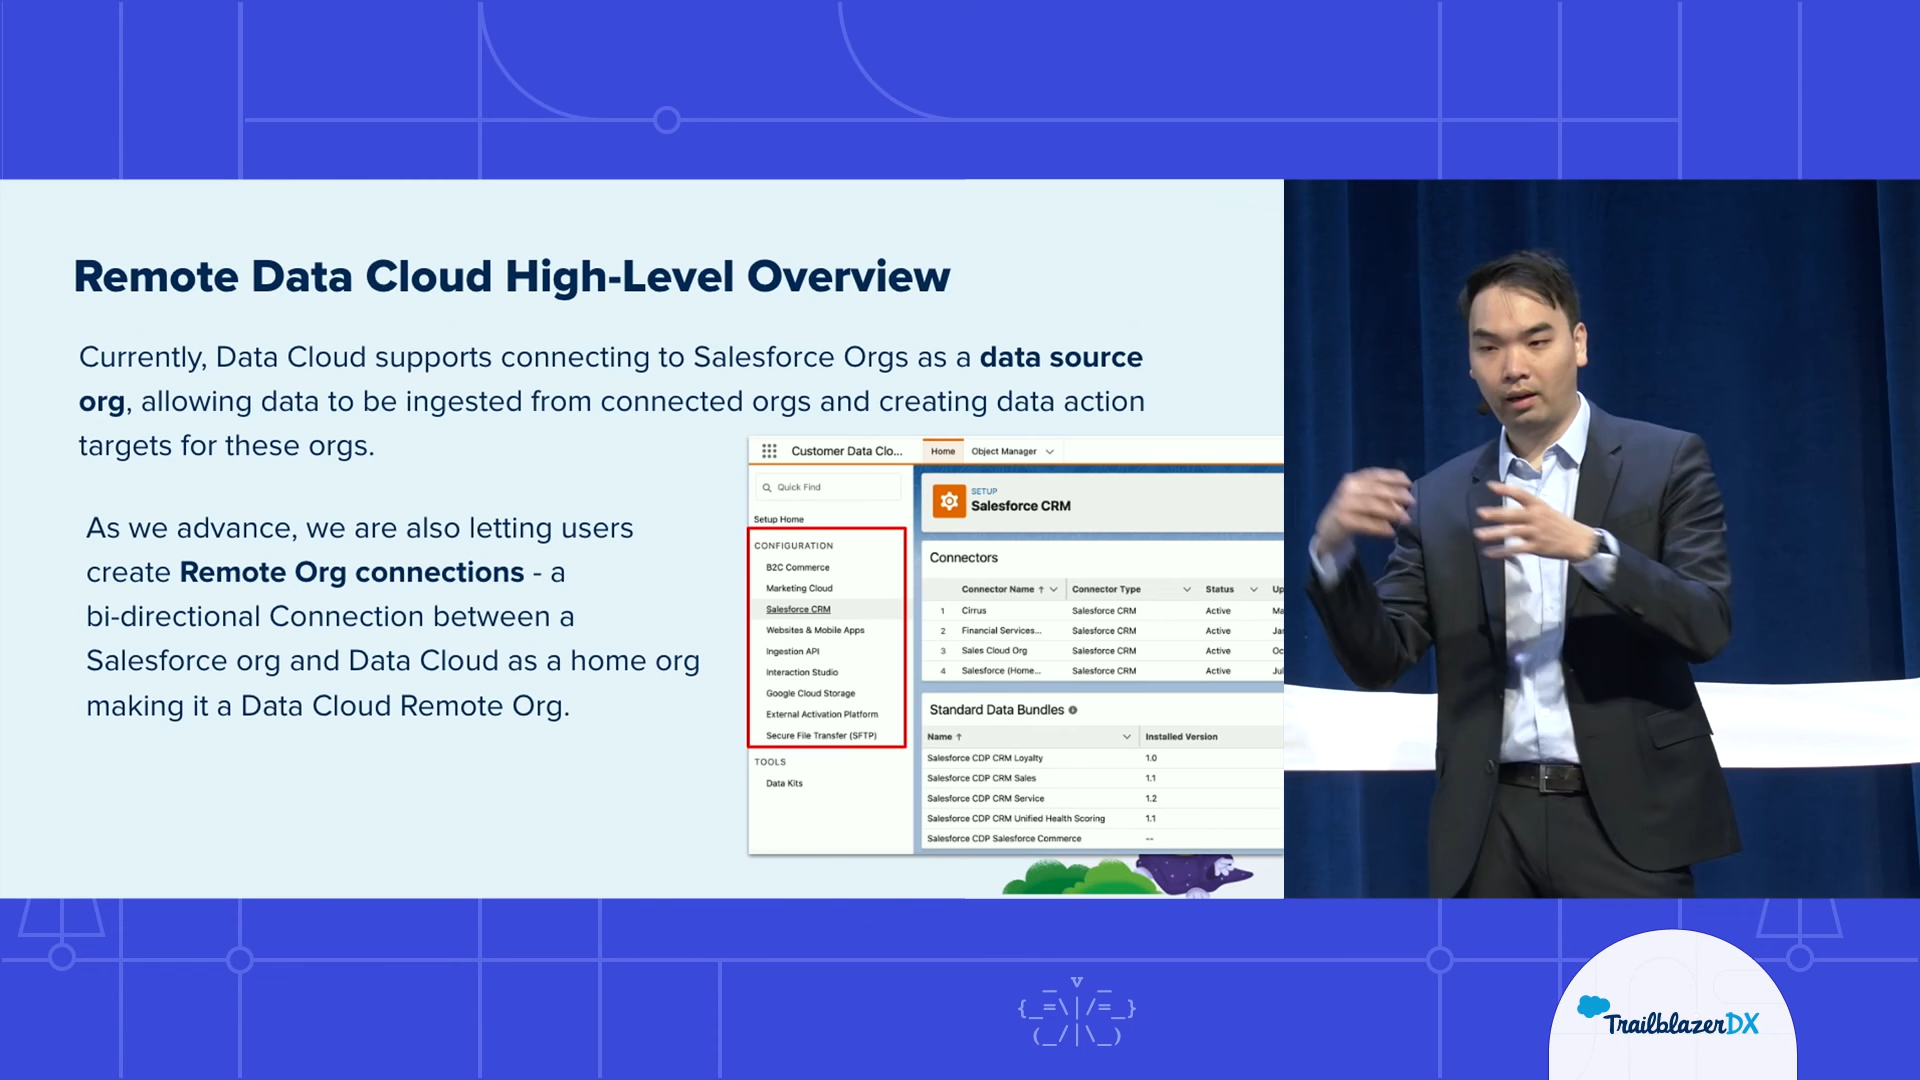 Remote Data Cloud High-Level Overview
Currently, Data Cloud supports connecting to Salesforce Orgs as a data source
org, allowing data to be ingested from connected orgs and creating data action
targets for these orgs.
As we advance, we are also letting users
create Remote Org connections - a
bi-directional Connection between a
Salesforce org and Data Cloud as a home org
making it a Data Cloud Remote Org.
Customer Data Clo... Home Object Manager
Quick Find
Setup Home
CONFIGURATION
B2C Commerce
Marketing Cloud
Salesforce CRM
Websites & Mobile Apps
Ingestion API
Interaction Studio
Google Cloud Storage
External Activation Platform
Secure File Transfer (SFTP)
TOOLS
Data Kits
SETUP
Salesforce CRM
Connectors
Connector Name ↑ Connector Type Status Up
1 Cirrus Salesforce CRM Active Ma
2 Financial Services... Salesforce CRM Active Jan
3 Sales Cloud Org Salesforce CRM Active Oc
4 Salesforce (Home... Salesforce CRM Active Jul
Standard Data Bundles
Name ↑ Installed Version
Salesforce CDP CRM Loyalty 1.0
Salesforce CDP CRM Sales 1.1
Salesforce CDP CRM Service 1.2
Salesforce CDP CRM Unified Health Scoring 1.1
Salesforce CDP Salesforce Commerce --
TrailblazerDX